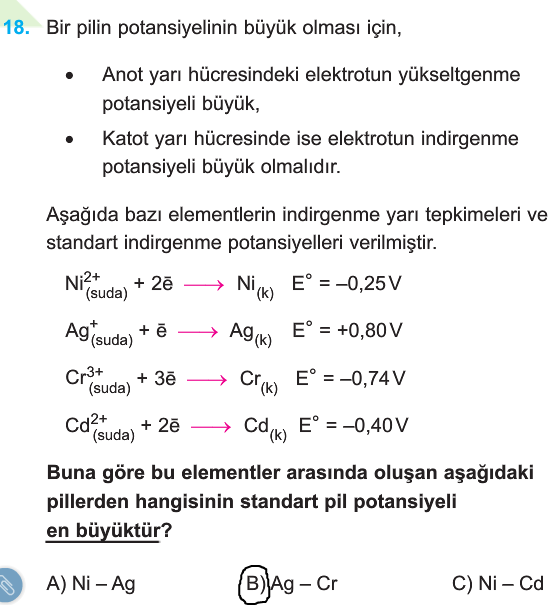 18. Bir pilin potansiyelinin büyük olması için,
• Anot yarı hücresindeki elektrotun yükseltgenme
potansiyeli büyük,
• Katot yarı hücresinde ise elektrotun indirgenme
potansiyeli büyük olmalıdır.
Aşağıda bazı elementlerin indirgenme yarı tepkimeleri ve
standart indirgenme potansiyelleri verilmiştir.
Ni²⁺(suda) + 2ē ⟶ Ni(k) E° = –0,25 V
Ag⁺(suda) + ē ⟶ Ag(k) E° = +0,80 V
Cr³⁺(suda) + 3ē ⟶ Cr(k) E° = –0,74 V
Cd²⁺(suda) + 2ē ⟶ Cd(k) E° = –0,40 V
Buna göre bu elementler arasında oluşan aşağıdaki
pillerden hangisinin standart pil potansiyeli
en büyüktür?
A) Ni – Ag B) Ag – Cr C) Ni – Cd